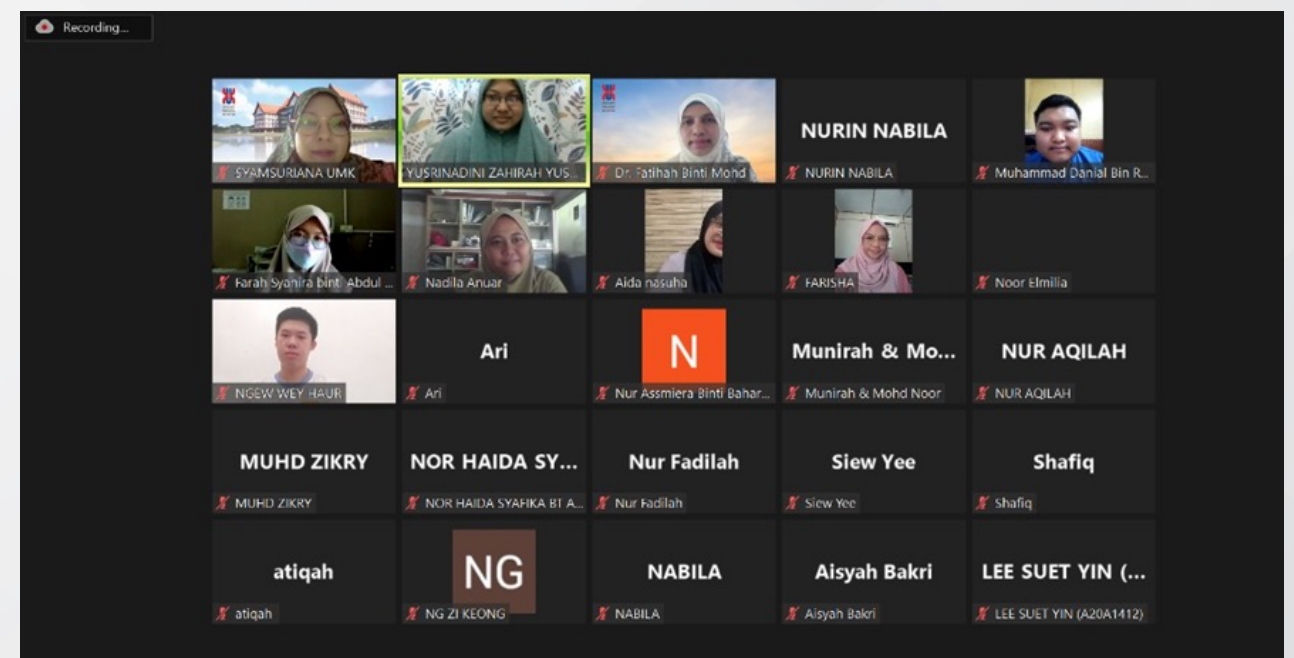 Recording...
SYAMSURIANA UMK
YUSRINADINI ZAHIRAH YUS...
Dr. Fatihah Binti Mohd
NURIN NABILA
NURIN NABILA
Muhammad Danial Bin R...
Farah Syanira bint Abdul ...
Nadila Anuar
Aida nasuha
FARISHA
Noor Elmilia
NGEW WEY HAUR
Ari
Ari
N
Nur Assmiera Binti Bahar...
Munirah & Mo...
Munirah & Mohd Noor
NUR AQILAH
NUR AQILAH
MUHD ZIKRY
MUHD ZIKRY
NOR HAIDA SY...
NOR HAIDA SYAFIKA BT A...
Nur Fadilah
Nur Fadilah
Siew Yee
Siew Yee
Shafiq
Shafiq
atiqah
atiqah
NG
NG ZI KEONG
NABILA
NABILA
Aisyah Bakri
Aisyah Bakri
LEE SUET YIN (...
LEE SUET YIN (A20A1412)